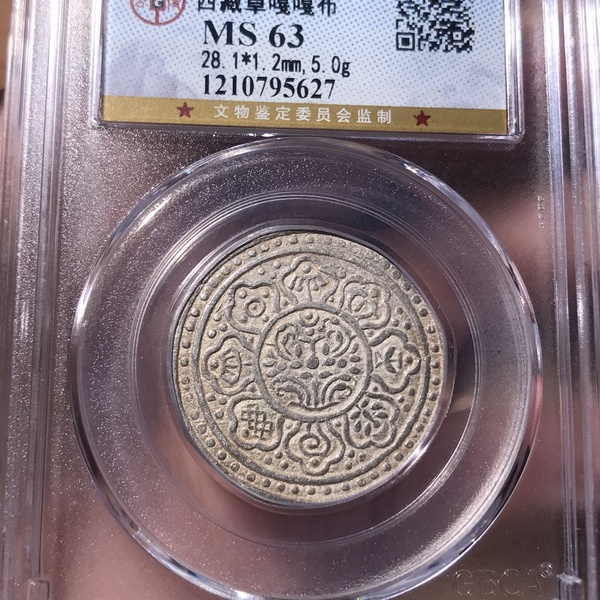 西藏章嘎嘎布
MS 63
28.1*1.2mm,5.0g
1210795627
文物鉴定委员会监制
GBCA®